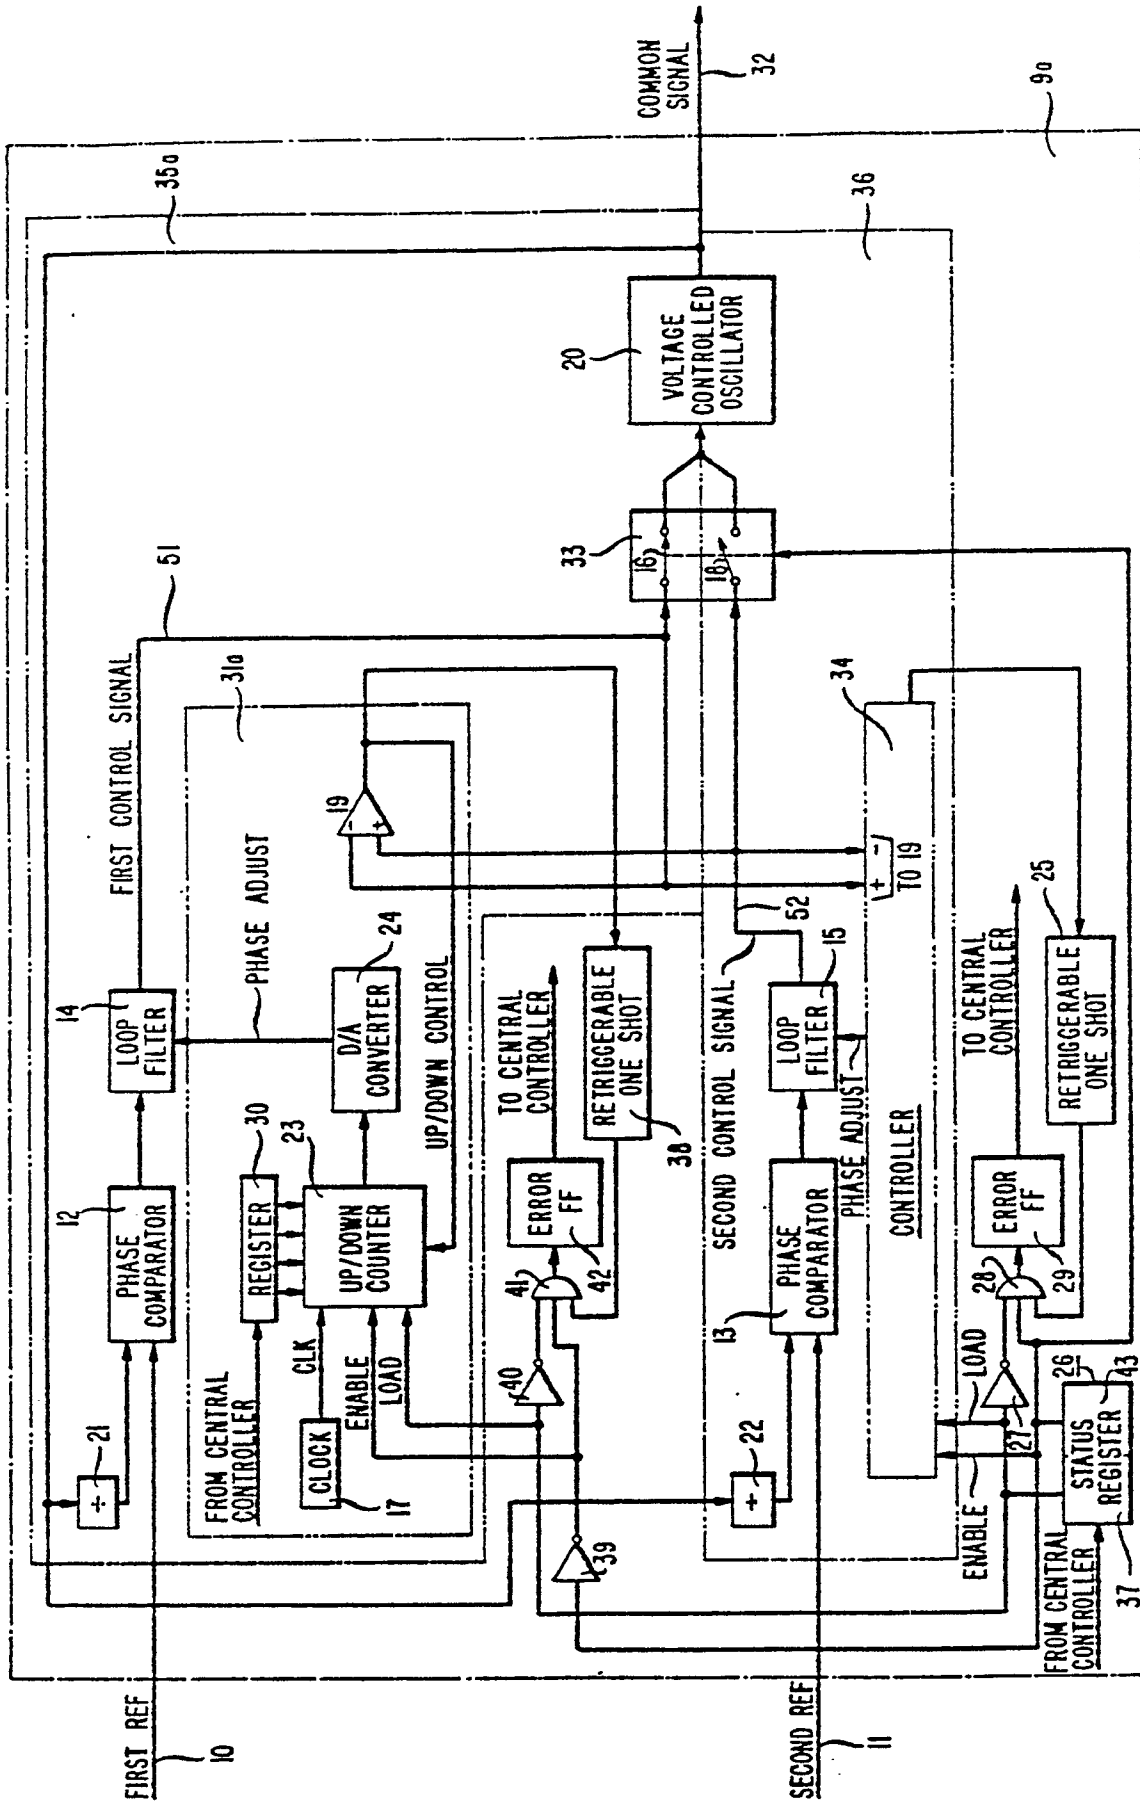 FIRST REF
10
21
÷
12
PHASE
COMPARATOR
14
LOOP
FILTER
FIRST CONTROL SIGNAL
51
35a
COMMON
SIGNAL
32
9a
FROM CENTRAL
CONTROLLER
30
REGISTER
PHASE ADJUST
31a
CLOCK
17
CLK
ENABLE
LOAD
23
UP/DOWN
COUNTER
24
D/A
CONVERTER
19
-
+
UP/DOWN CONTROL
39
40
41
ERROR
FF
42
TO CENTRAL
CONTROLLER
RETRIGGERABLE
ONE SHOT
38
33
16
18
20
VOLTAGE
CONTROLLED
OSCILLATOR
36
SECOND REF
11
22
÷
13
PHASE
COMPARATOR
SECOND CONTROL SIGNAL
LOOP
FILTER
15
52
PHASE ADJUST
+ -
TO 19
34
CONTROLLER
ENABLE
LOAD
FROM CENTRAL
CONTROLLER
37
STATUS
REGISTER
26
43
27
28
ERROR
FF
29
TO CENTRAL
CONTROLLER
25
RETRIGGERABLE
ONE SHOT